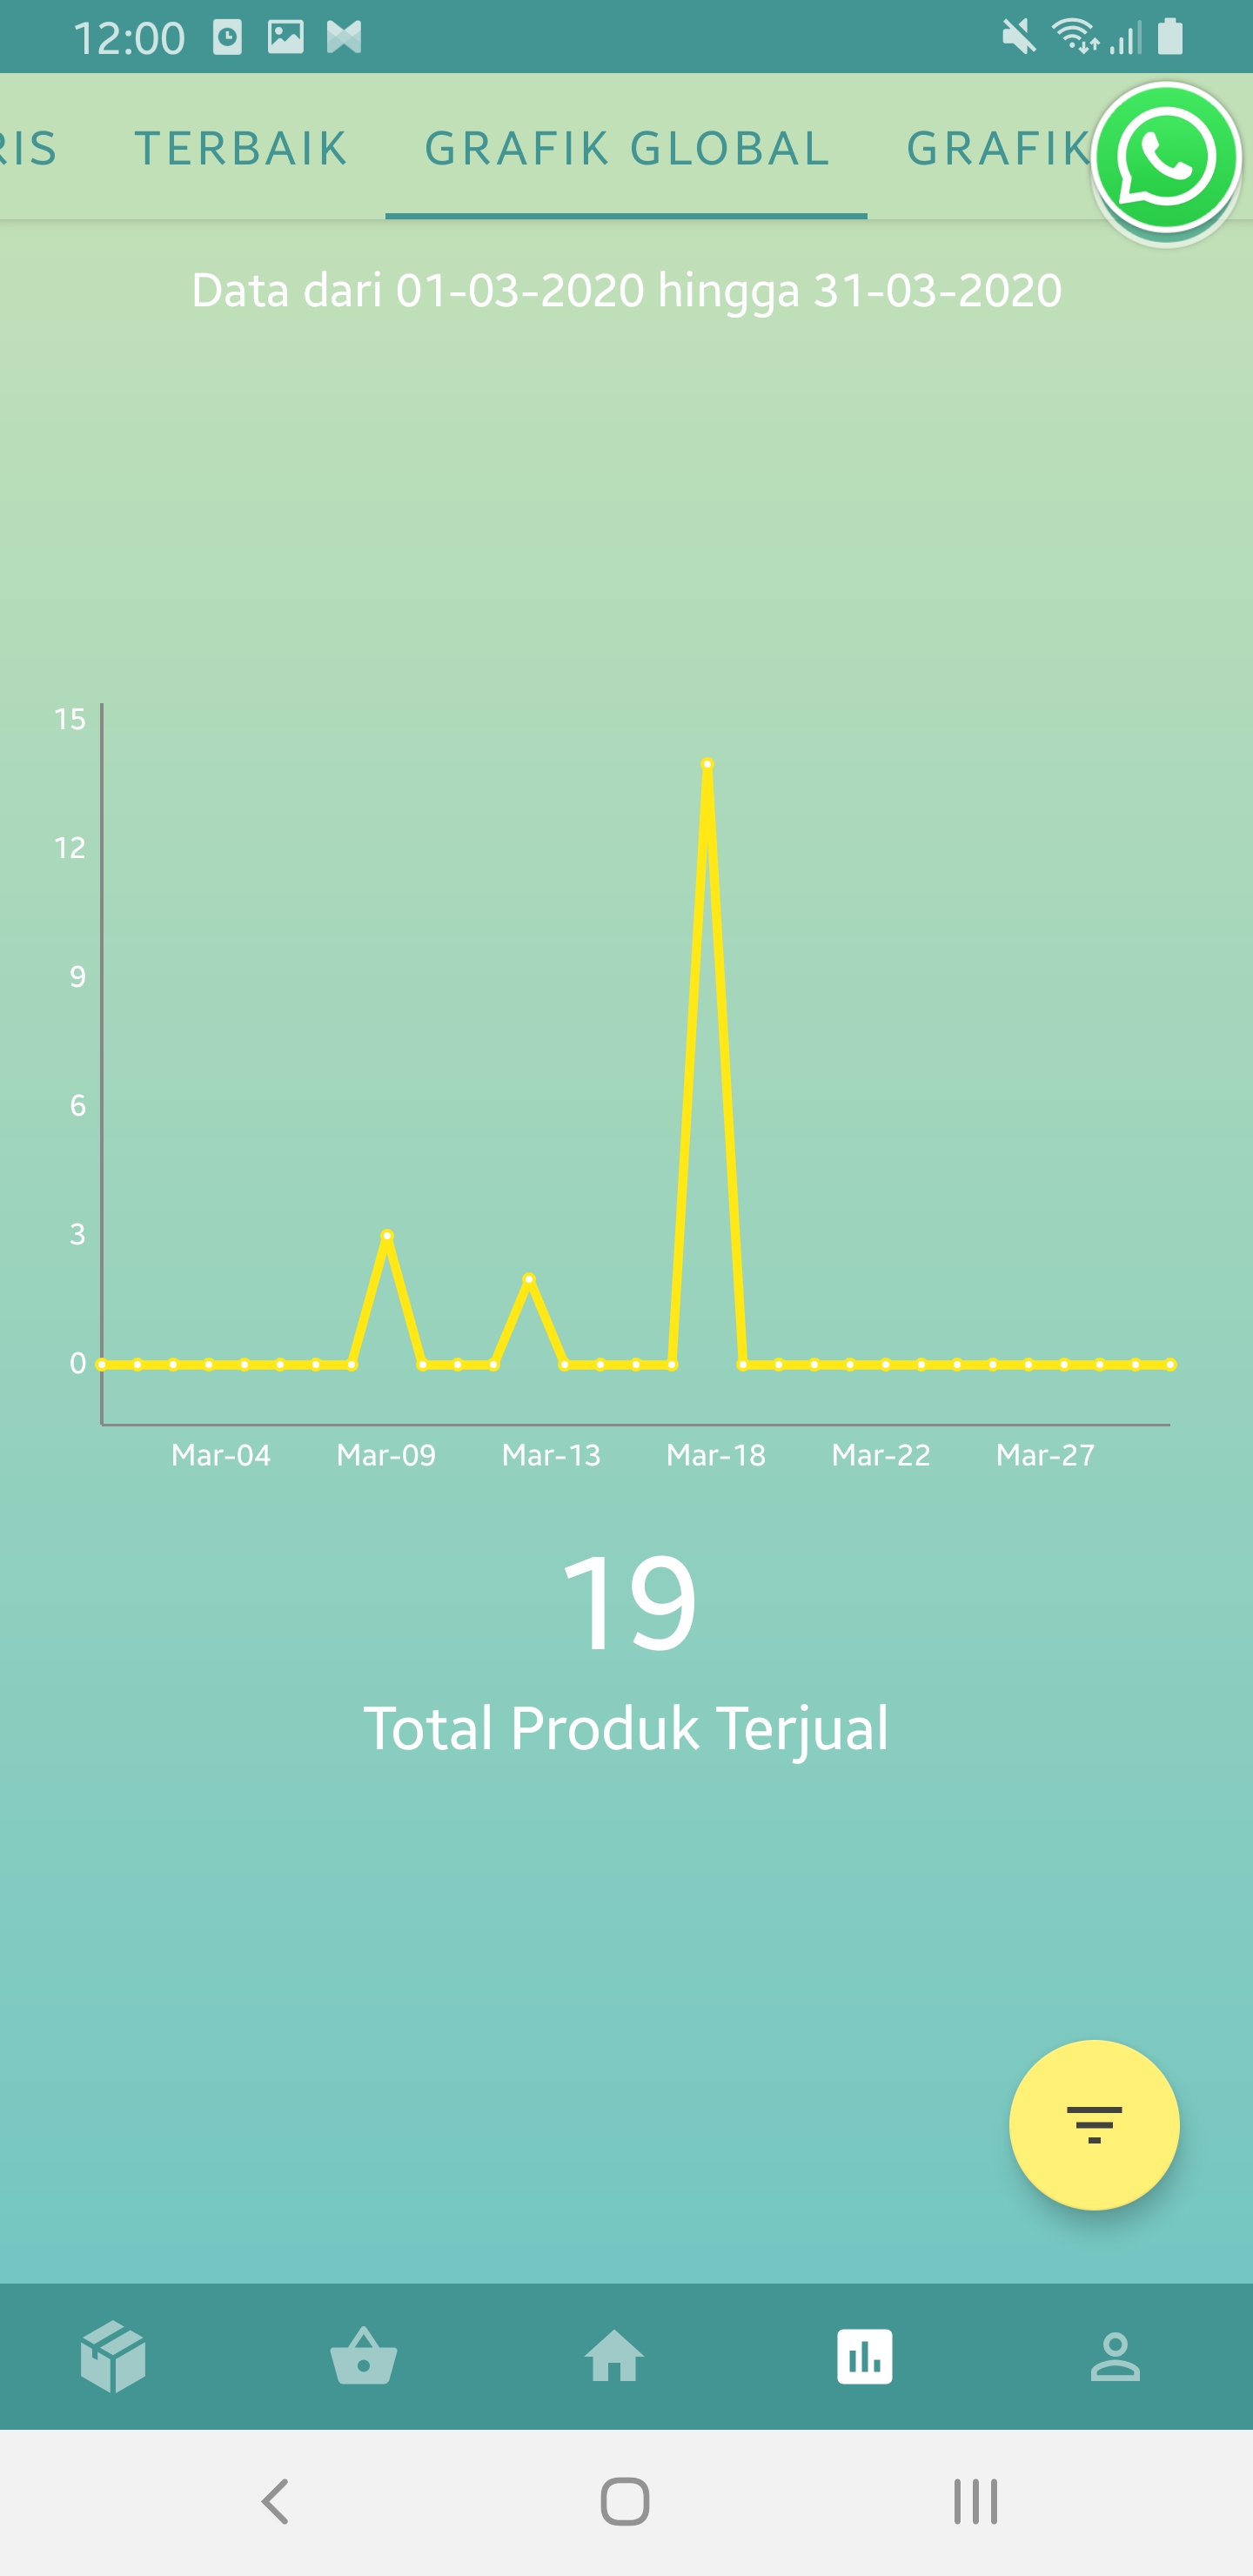 12:00
RIS TERBAIK GRAFIK GLOBAL GRAFIK
Data dari 01-03-2020 hingga 31-03-2020
15
12
9
6
3
0
Mar-04 Mar-09 Mar-13 Mar-18 Mar-22 Mar-27
19
Total Produk Terjual